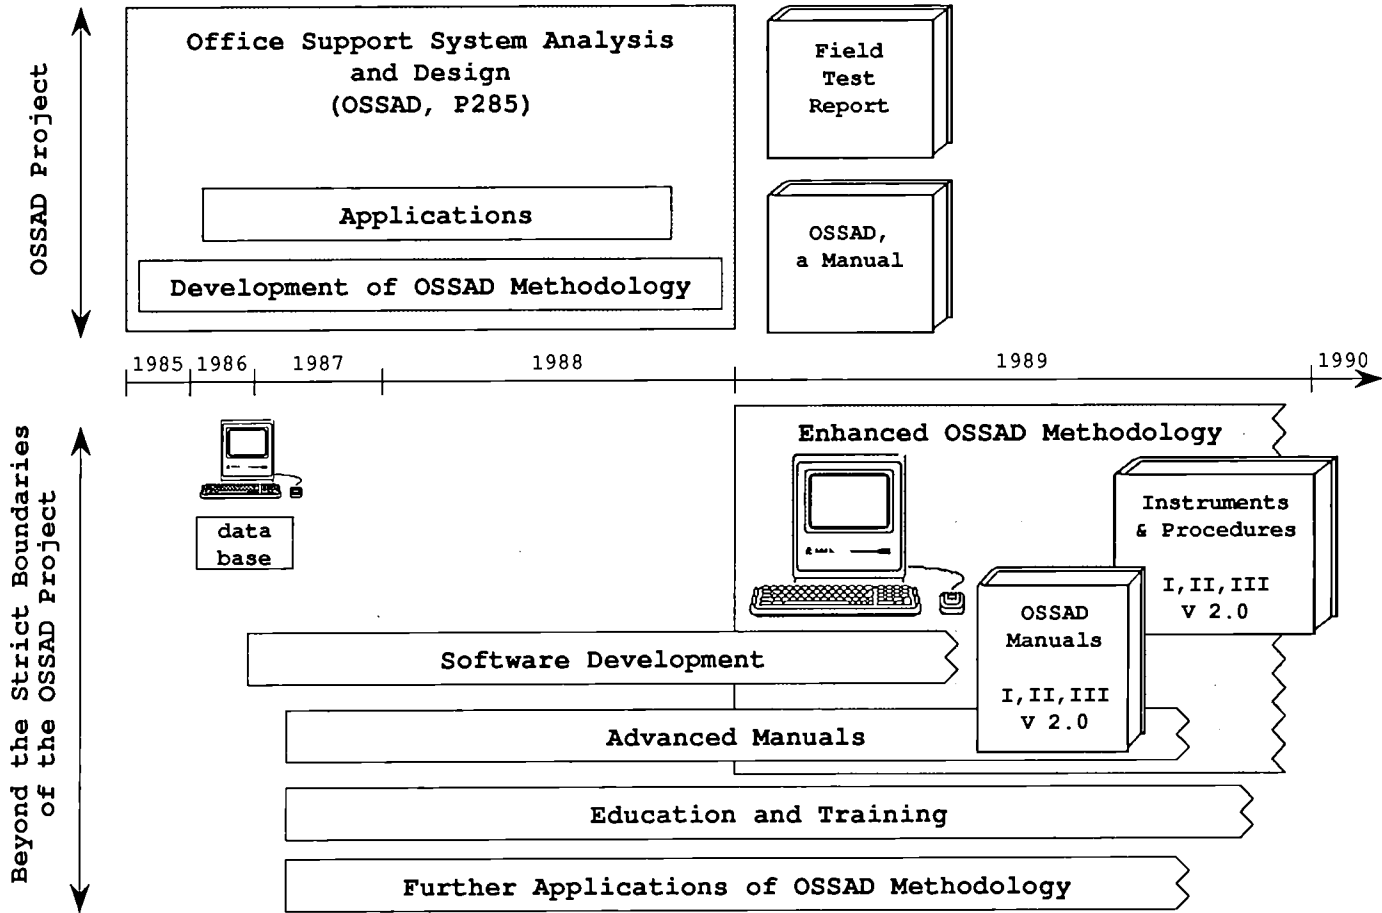 OSSAD Project
Office Support System Analysis
and Design
(OSSAD, P285)
Applications
Development of OSSAD Methodology
Field
Test
Report
OSSAD,
a Manual
1985 1986 1987 1988 1989 1990
Beyond the Strict Boundaries
of the OSSAD Project
data
base
Enhanced OSSAD Methodology
Instruments
& Procedures
I,II,III
V 2.0
OSSAD
Manuals
I,II,III
V 2.0
Software Development
Advanced Manuals
Education and Training
Further Applications of OSSAD Methodology